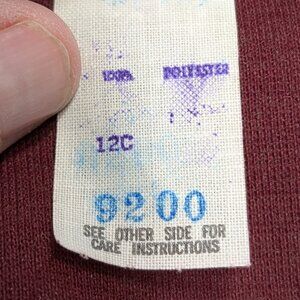 100% POLYESTER
12C
9200
SEE OTHER SIDE FOR
CARE INSTRUCTIONS